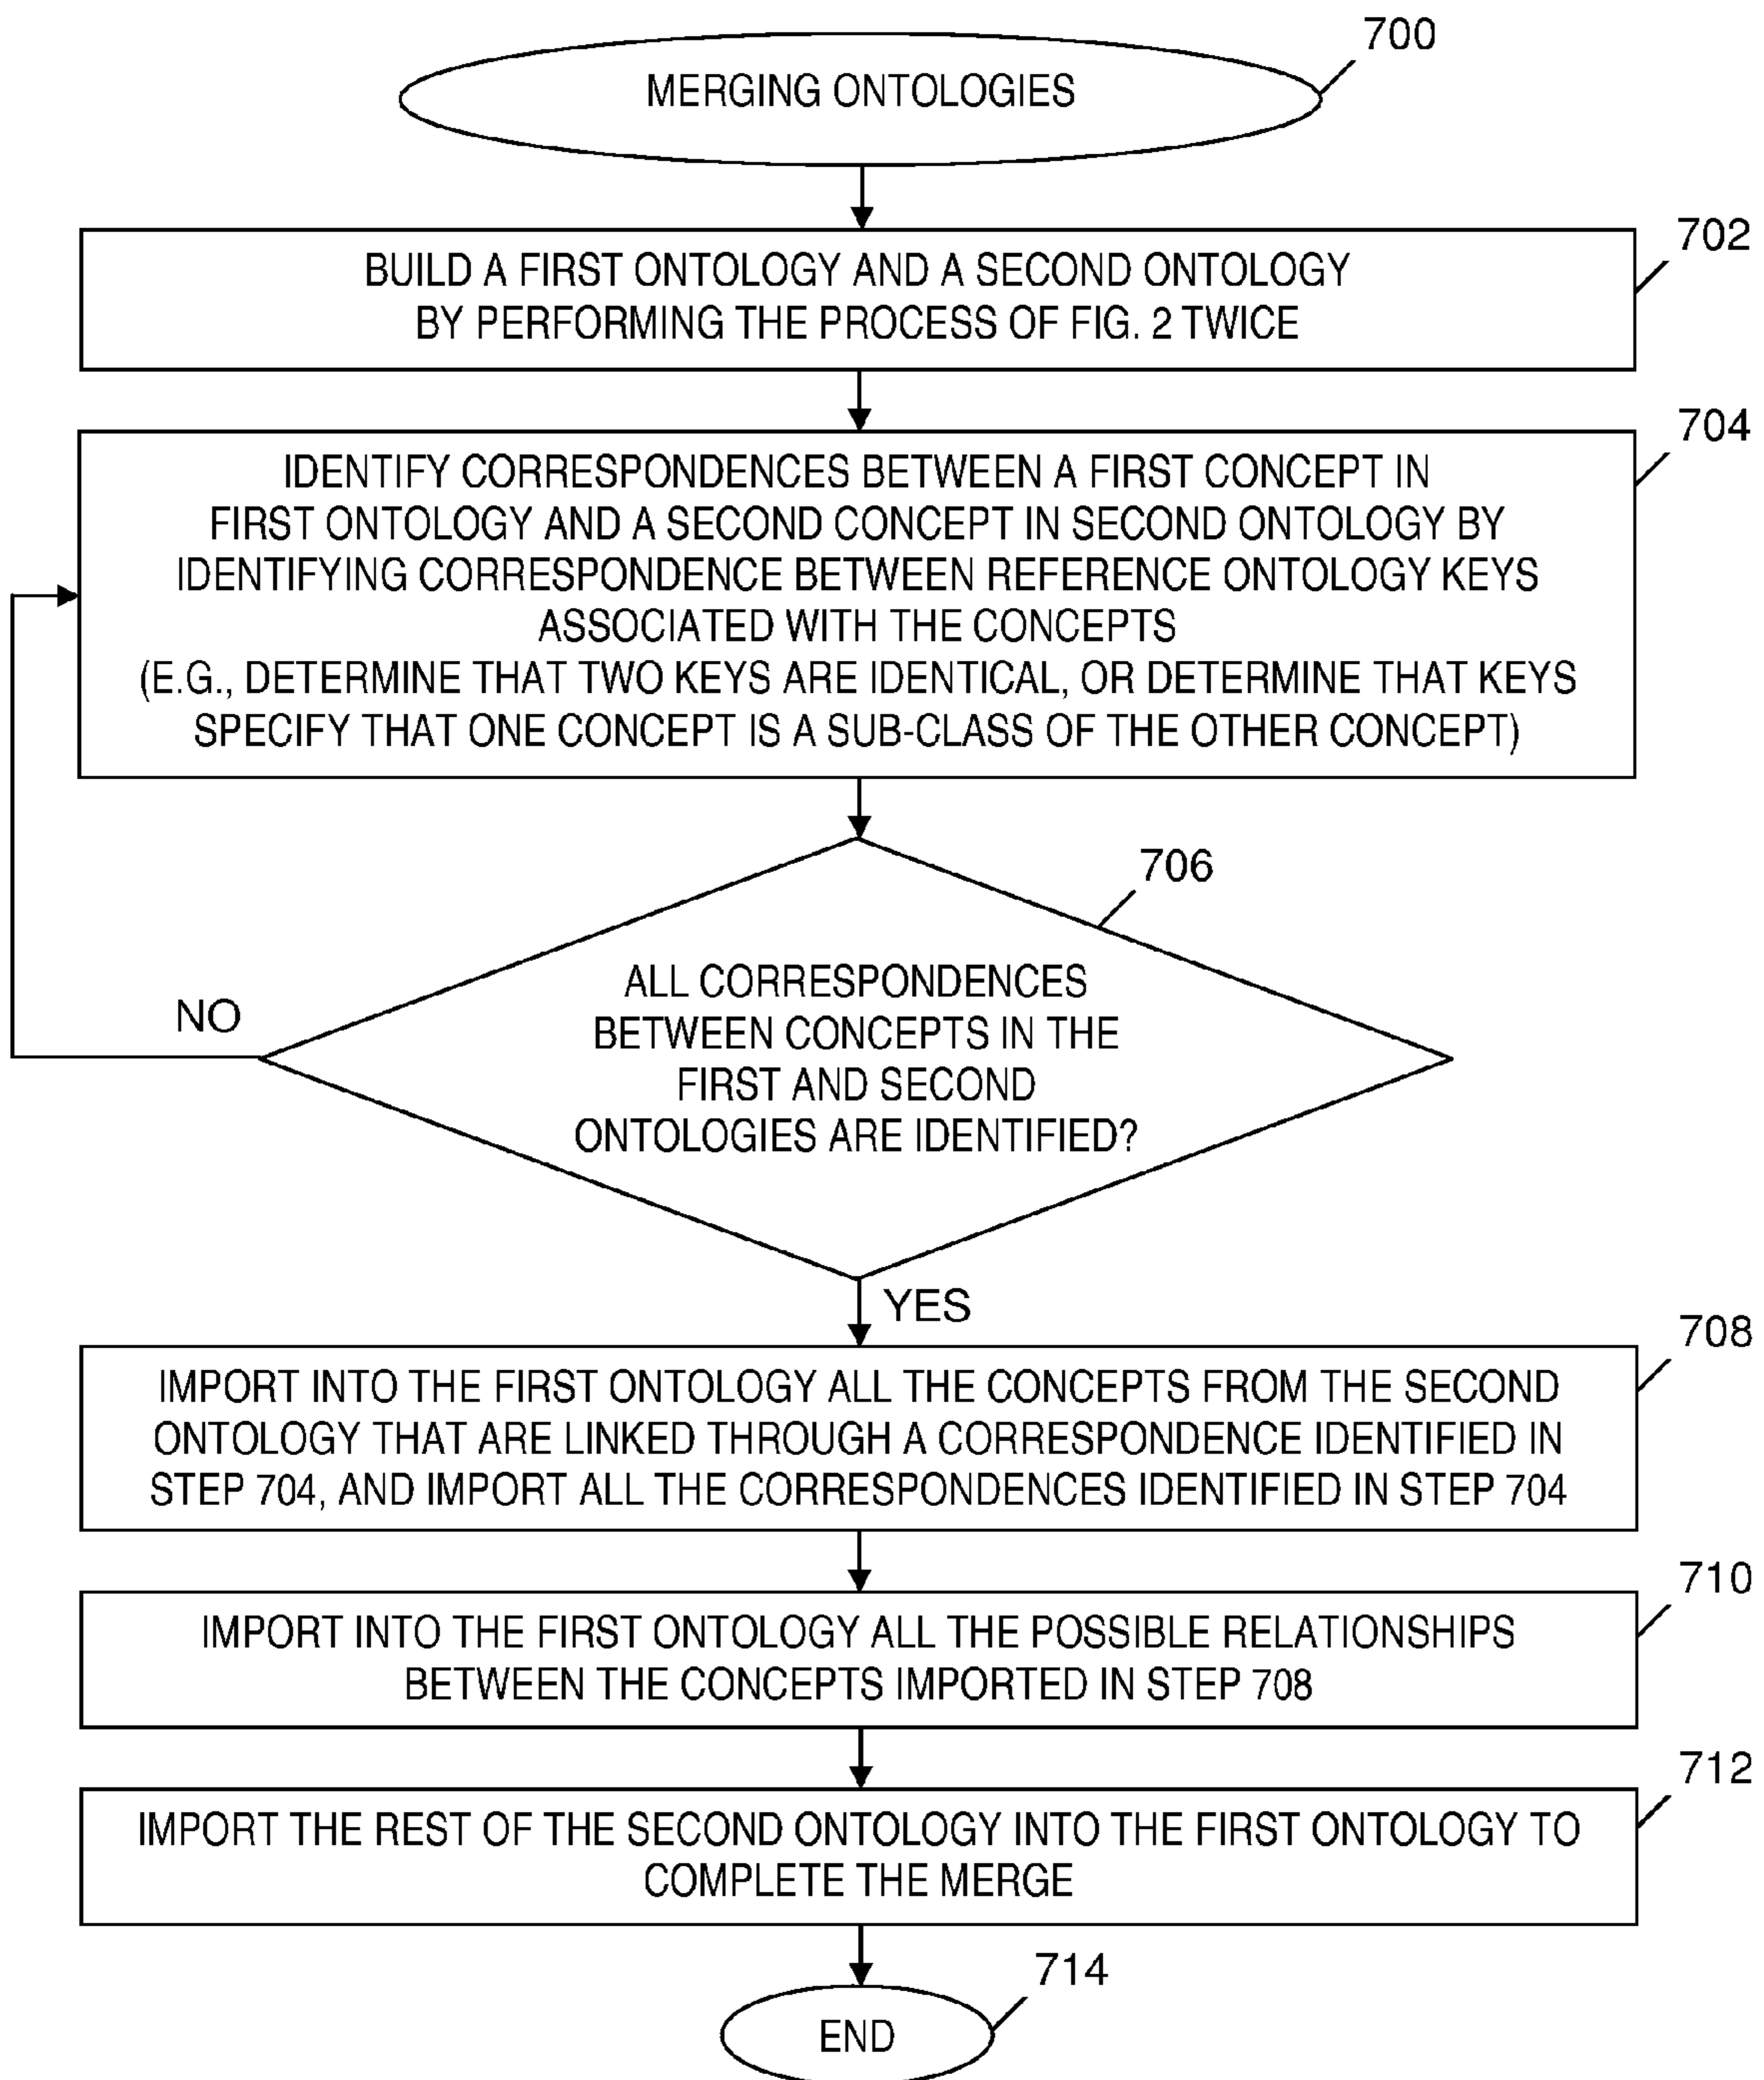 700
MERGING ONTOLOGIES
702
BUILD A FIRST ONTOLOGY AND A SECOND ONTOLOGY
BY PERFORMING THE PROCESS OF FIG. 2 TWICE
704
IDENTIFY CORRESPONDENCES BETWEEN A FIRST CONCEPT IN
FIRST ONTOLOGY AND A SECOND CONCEPT IN SECOND ONTOLOGY BY
IDENTIFYING CORRESPONDENCE BETWEEN REFERENCE ONTOLOGY KEYS
ASSOCIATED WITH THE CONCEPTS
(E.G., DETERMINE THAT TWO KEYS ARE IDENTICAL, OR DETERMINE THAT KEYS
SPECIFY THAT ONE CONCEPT IS A SUB-CLASS OF THE OTHER CONCEPT)
706
ALL CORRESPONDENCES
BETWEEN CONCEPTS IN THE
FIRST AND SECOND
ONTOLOGIES ARE IDENTIFIED?
NO
YES
708
IMPORT INTO THE FIRST ONTOLOGY ALL THE CONCEPTS FROM THE SECOND
ONTOLOGY THAT ARE LINKED THROUGH A CORRESPONDENCE IDENTIFIED IN
STEP 704, AND IMPORT ALL THE CORRESPONDENCES IDENTIFIED IN STEP 704
710
IMPORT INTO THE FIRST ONTOLOGY ALL THE POSSIBLE RELATIONSHIPS
BETWEEN THE CONCEPTS IMPORTED IN STEP 708
712
IMPORT THE REST OF THE SECOND ONTOLOGY INTO THE FIRST ONTOLOGY TO
COMPLETE THE MERGE
714
END